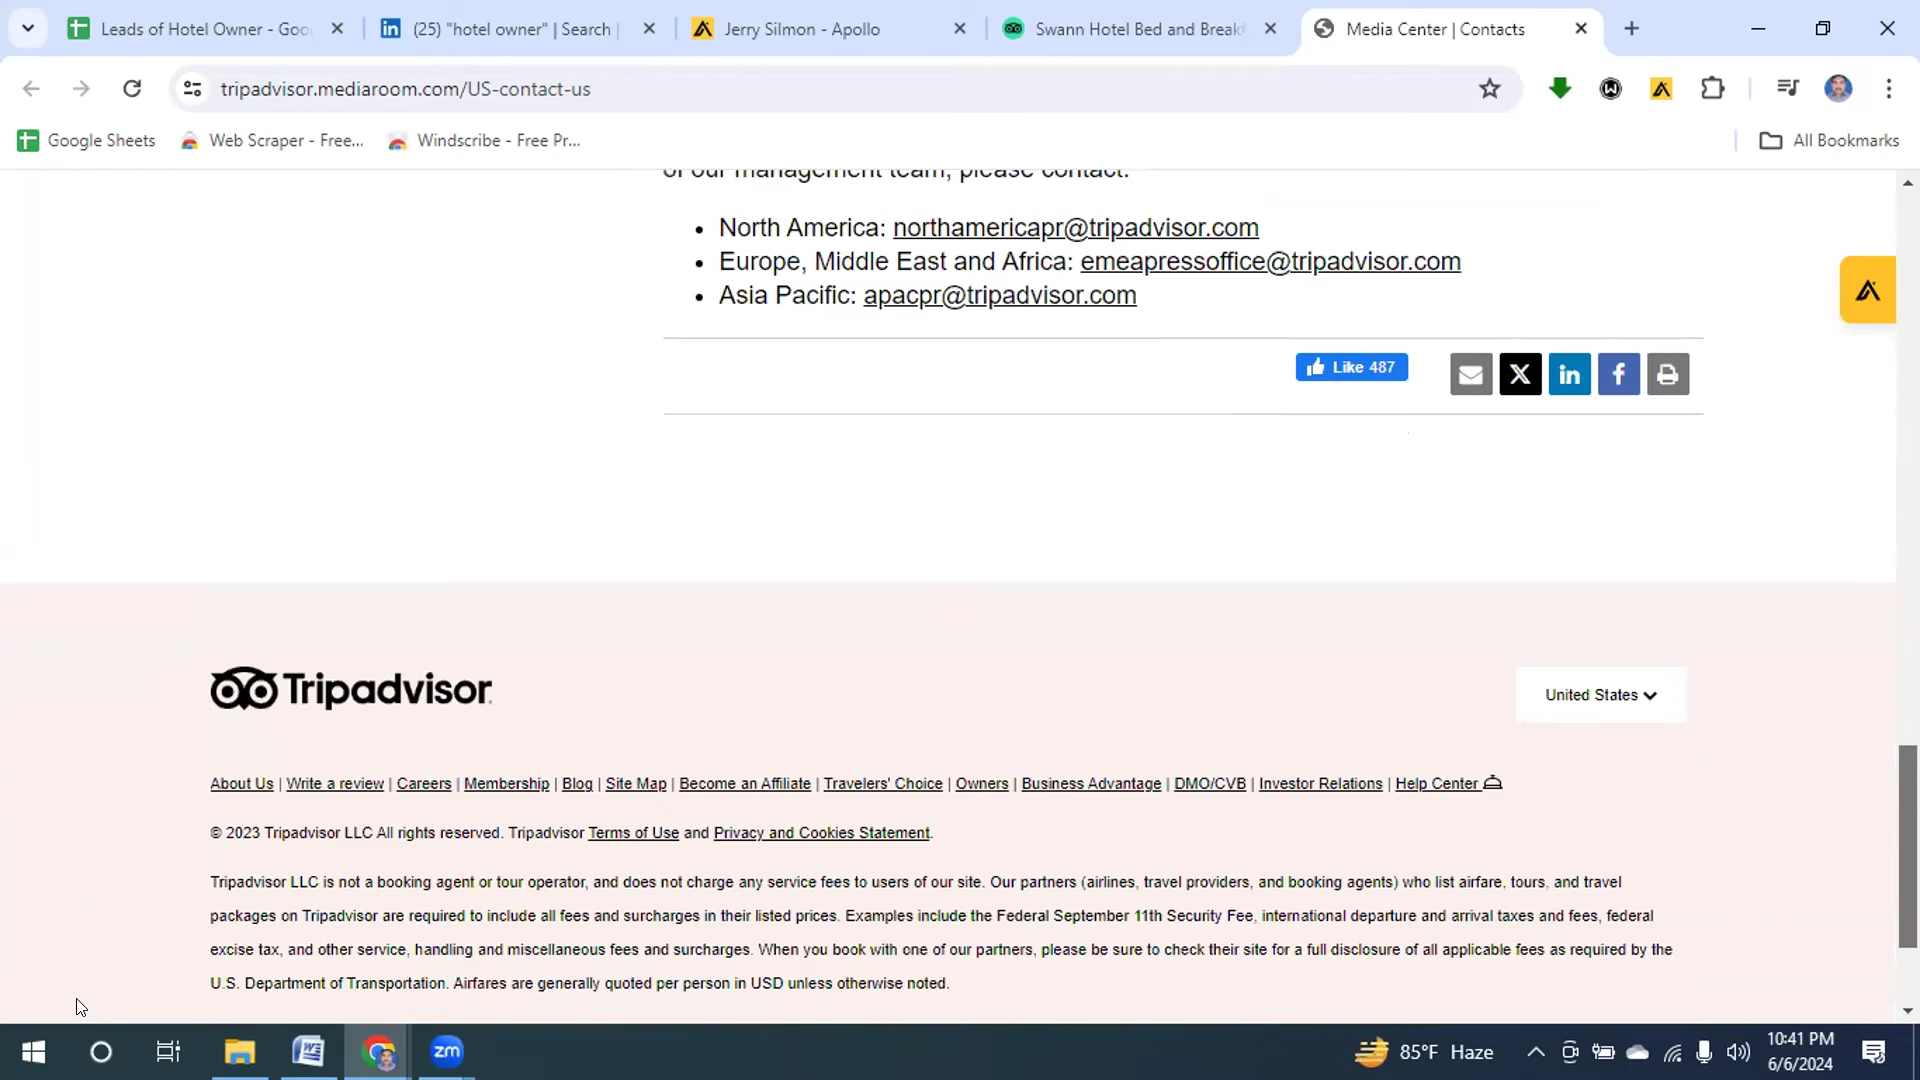 Leads of Hotel Owner - Goo
(25) "hotel owner" | Search |
Jerry Silmon - Apollo
Swann Hotel Bed and Breakf
Media Center | Contacts
tripadvisor.mediaroom.com/US-contact-us
Google Sheets
Web Scraper - Free...
Windscribe - Free Pr...
All Bookmarks
of our management team, please contact:
• North America: northamericapr@tripadvisor.com
• Europe, Middle East and Africa: emeapressoffice@tripadvisor.com
• Asia Pacific: apacpr@tripadvisor.com
Like 487
Tripadvisor
United States
About Us | Write a review | Careers | Membership | Blog | Site Map | Become an Affiliate | Travelers' Choice | Owners | Business Advantage | DMO/CVB | Investor Relations | Help Center
© 2023 Tripadvisor LLC All rights reserved. Tripadvisor Terms of Use and Privacy and Cookies Statement.
Tripadvisor LLC is not a booking agent or tour operator, and does not charge any service fees to users of our site. Our partners (airlines, travel providers, and booking agents) who list airfare, tours, and travel
packages on Tripadvisor are required to include all fees and surcharges in their listed prices. Examples include the Federal September 11th Security Fee, international departure and arrival taxes and fees, federal
excise tax, and other service, handling and miscellaneous fees and surcharges. When you book with one of our partners, please be sure to check their site for a full disclosure of all applicable fees as required by the
U.S. Department of Transportation. Airfares are generally quoted per person in USD unless otherwise noted.
zm
85°F Haze
10:41 PM
6/6/2024